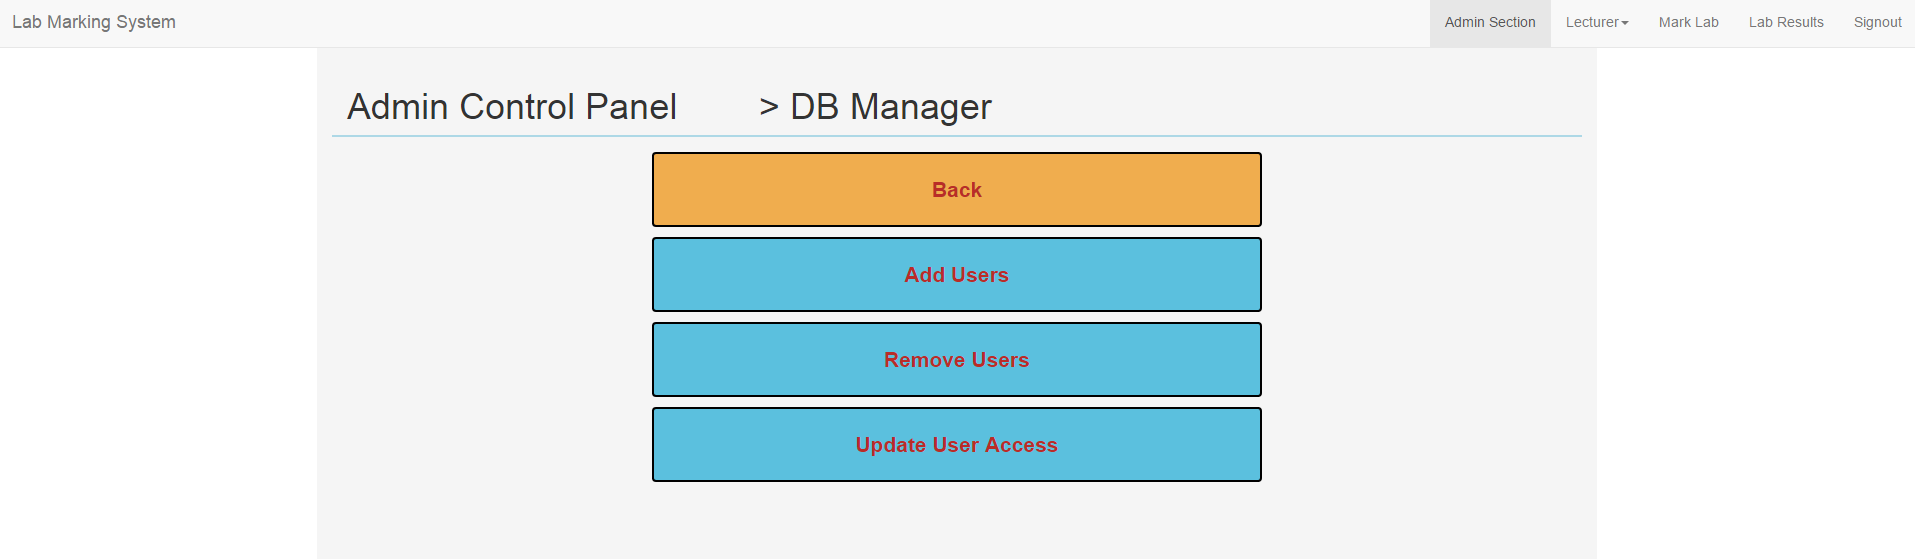 Lab Marking System Admin Section Lecturer Mark Lab Lab Results Signout
Admin Control Panel > DB Manager
Back
Add Users
Remove Users
Update User Access